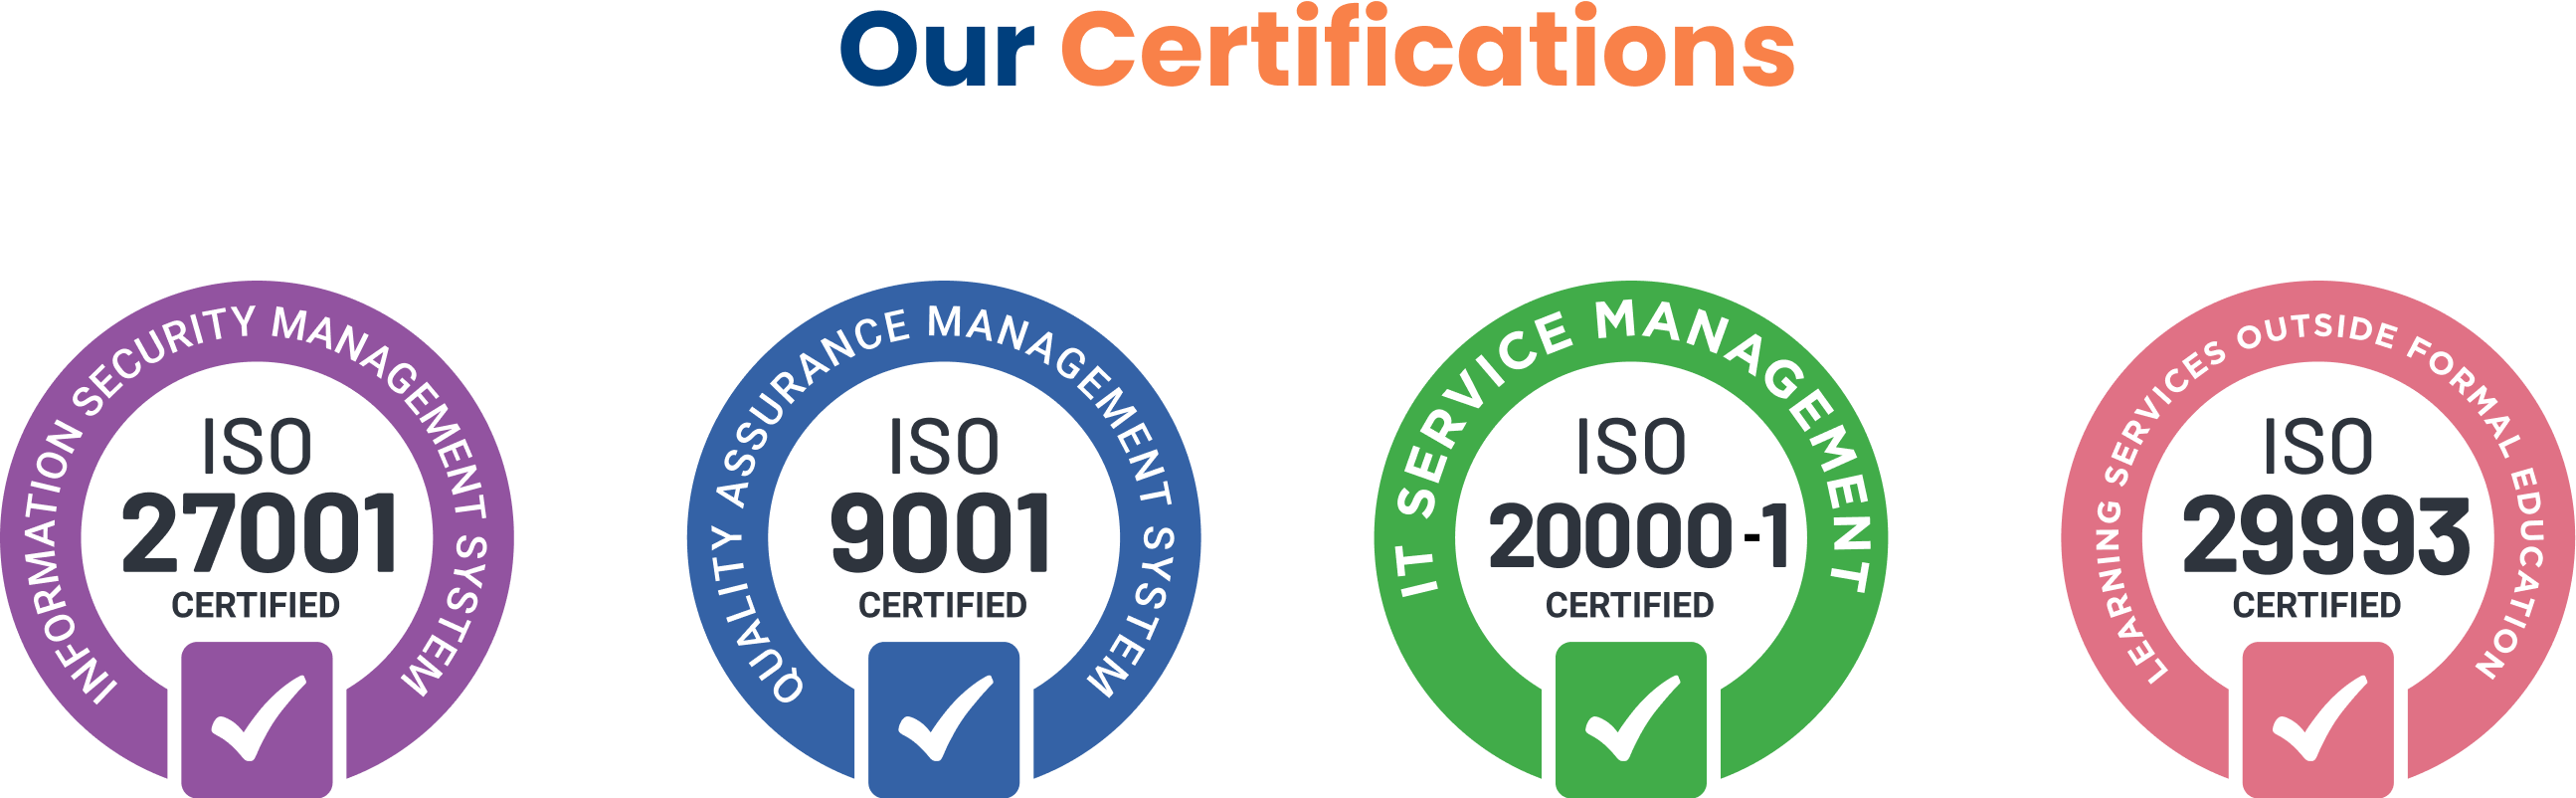 Our Certifications
INFORMATION SECURITY MANAGEMENT SYSTEM
ISO
27001
CERTIFIED
QUALITY ASSURANCE MANAGEMENT SYSTEM
ISO
9001
CERTIFIED
IT SERVICE MANAGEMENT
ISO
20000-1
CERTIFIED
LEARNING SERVICES OUTSIDE FORMAL EDUCATION
ISO
29993
CERTIFIED